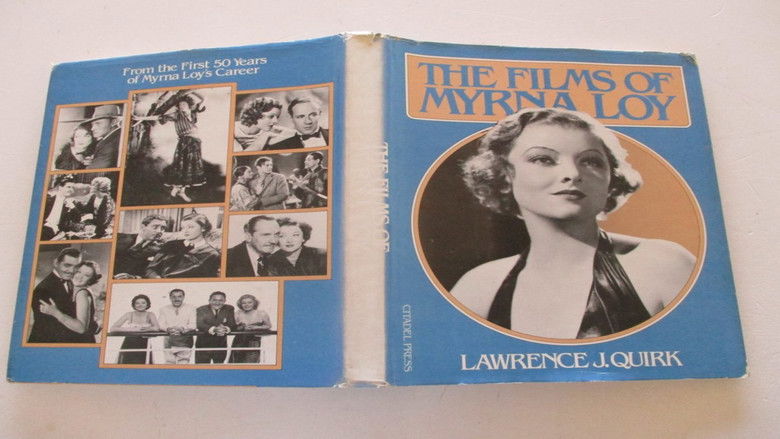 From the First 50 Years
of Myrna Loy's Career
THE FILMS OF
CITADEL PRESS
THE FILMS OF
MYRNA LOY
LAWRENCE J. QUIRK